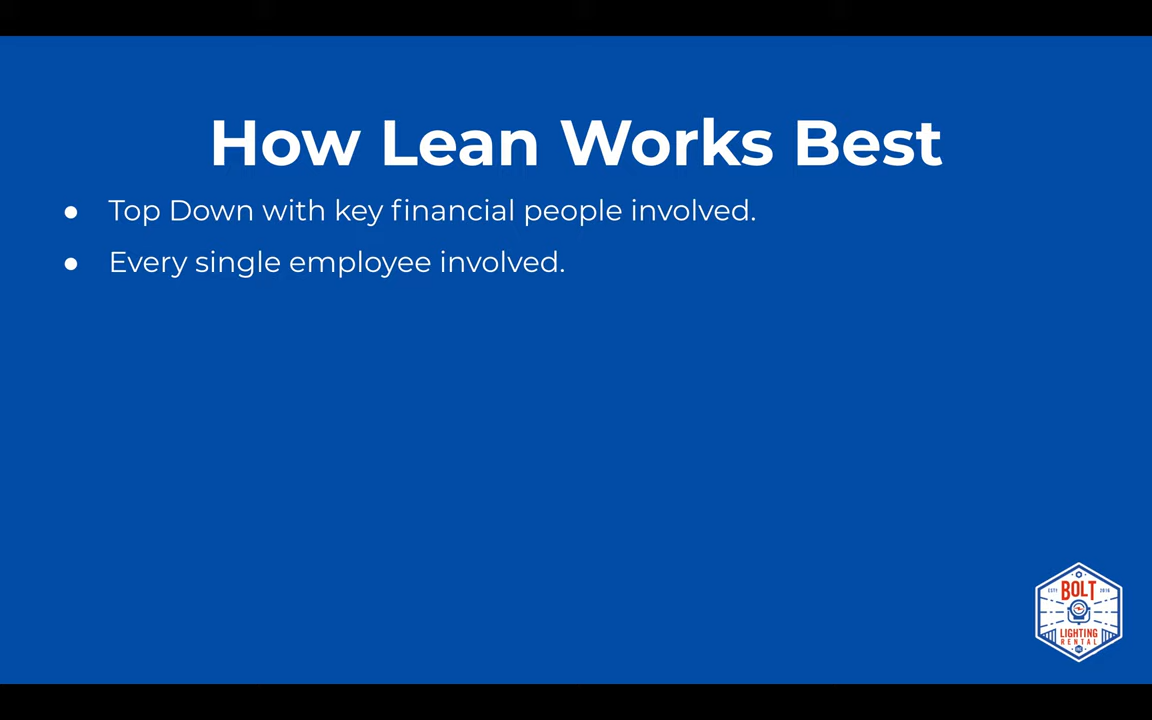 How Lean Works Best
● Top Down with key financial people involved.
● Every single employee involved.
BOLT
LIGHTING
RENTAL